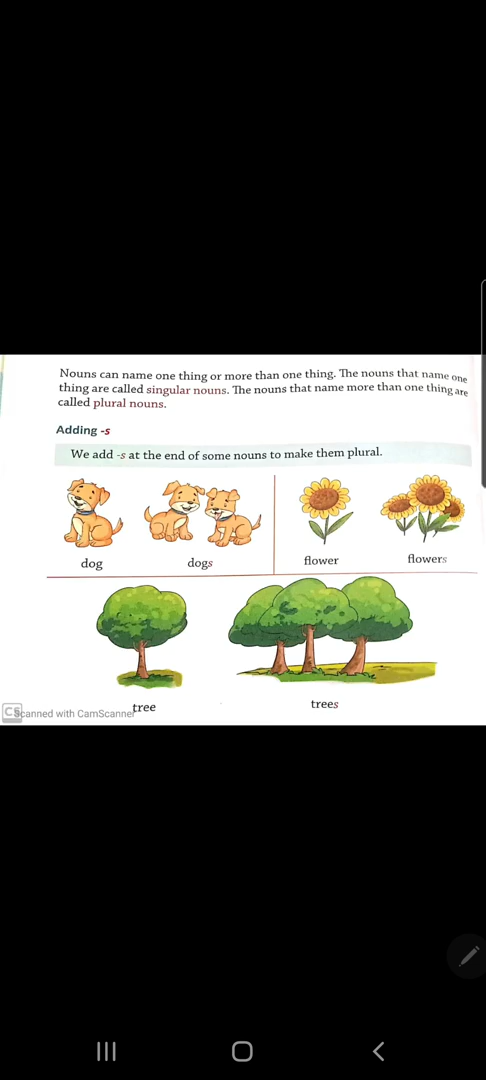 Nouns can name one thing or more than one thing. The nouns that name one
thing are called singular nouns. The nouns that name more than one thing are
called plural nouns.
Adding -s
We add -s at the end of some nouns to make them plural.
dog dogs flower flowers
tree trees
CS Scanned with CamScanner